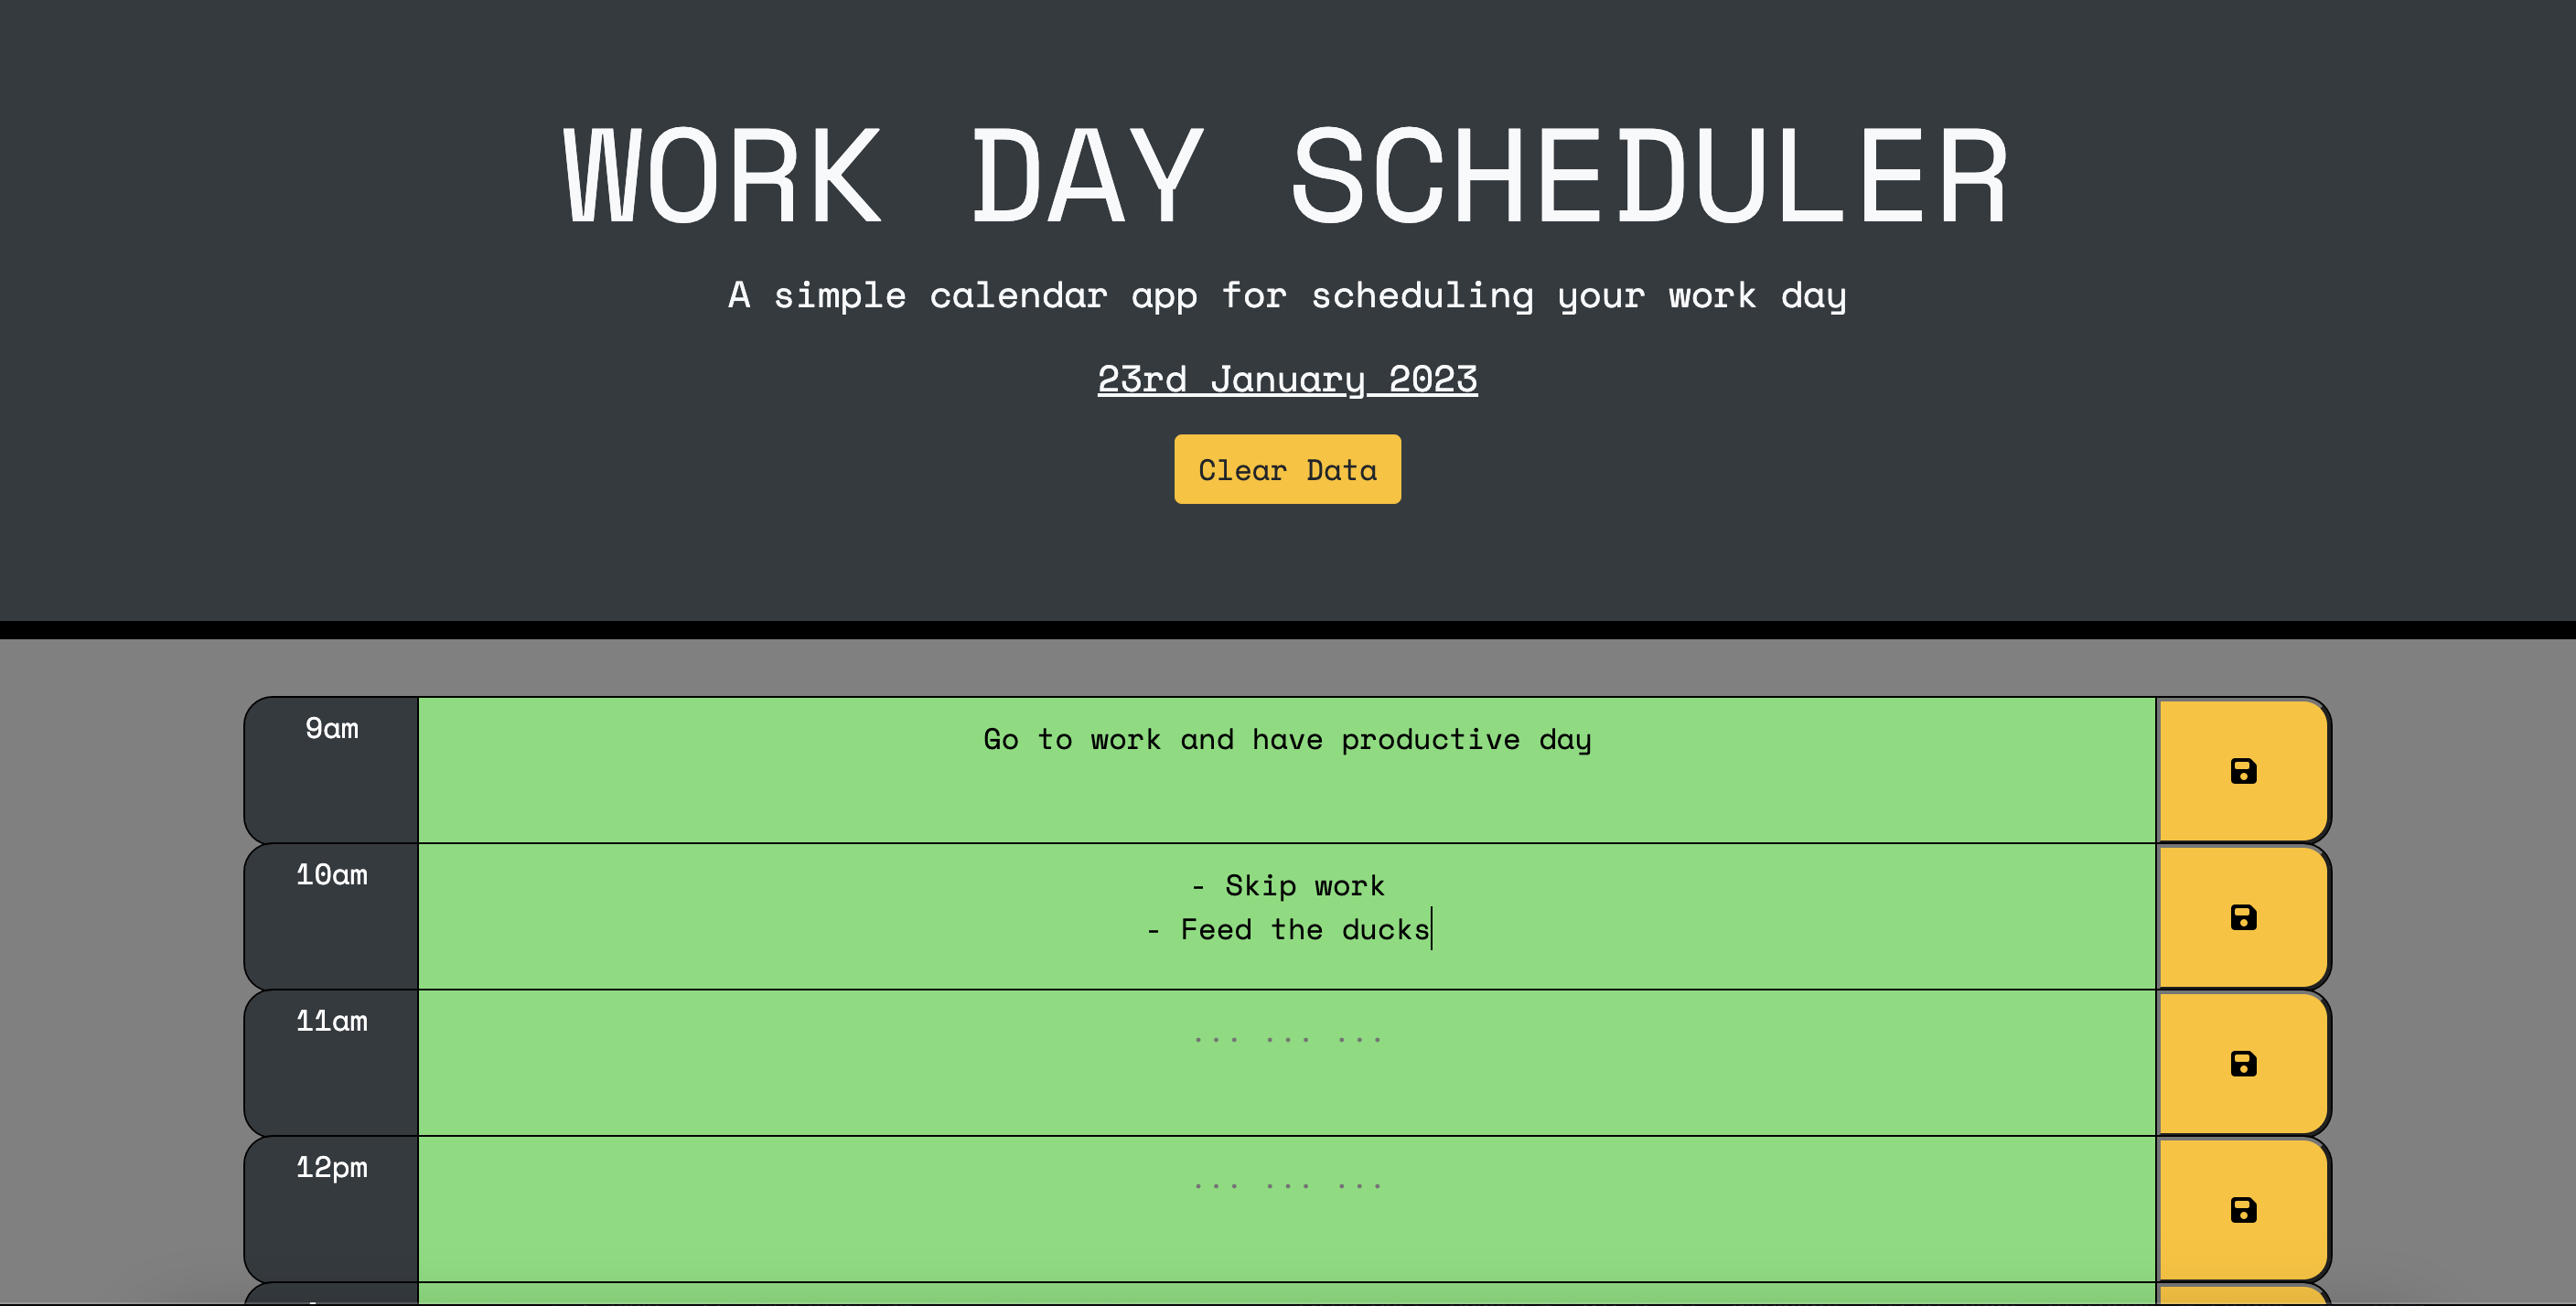 WORK DAY SCHEDULER
A simple calendar app for scheduling your work day
23rd January 2023
Clear Data
9am
Go to work and have productive day
10am
- Skip work
- Feed the ducks
11am
... ... ...
12pm
... ... ...